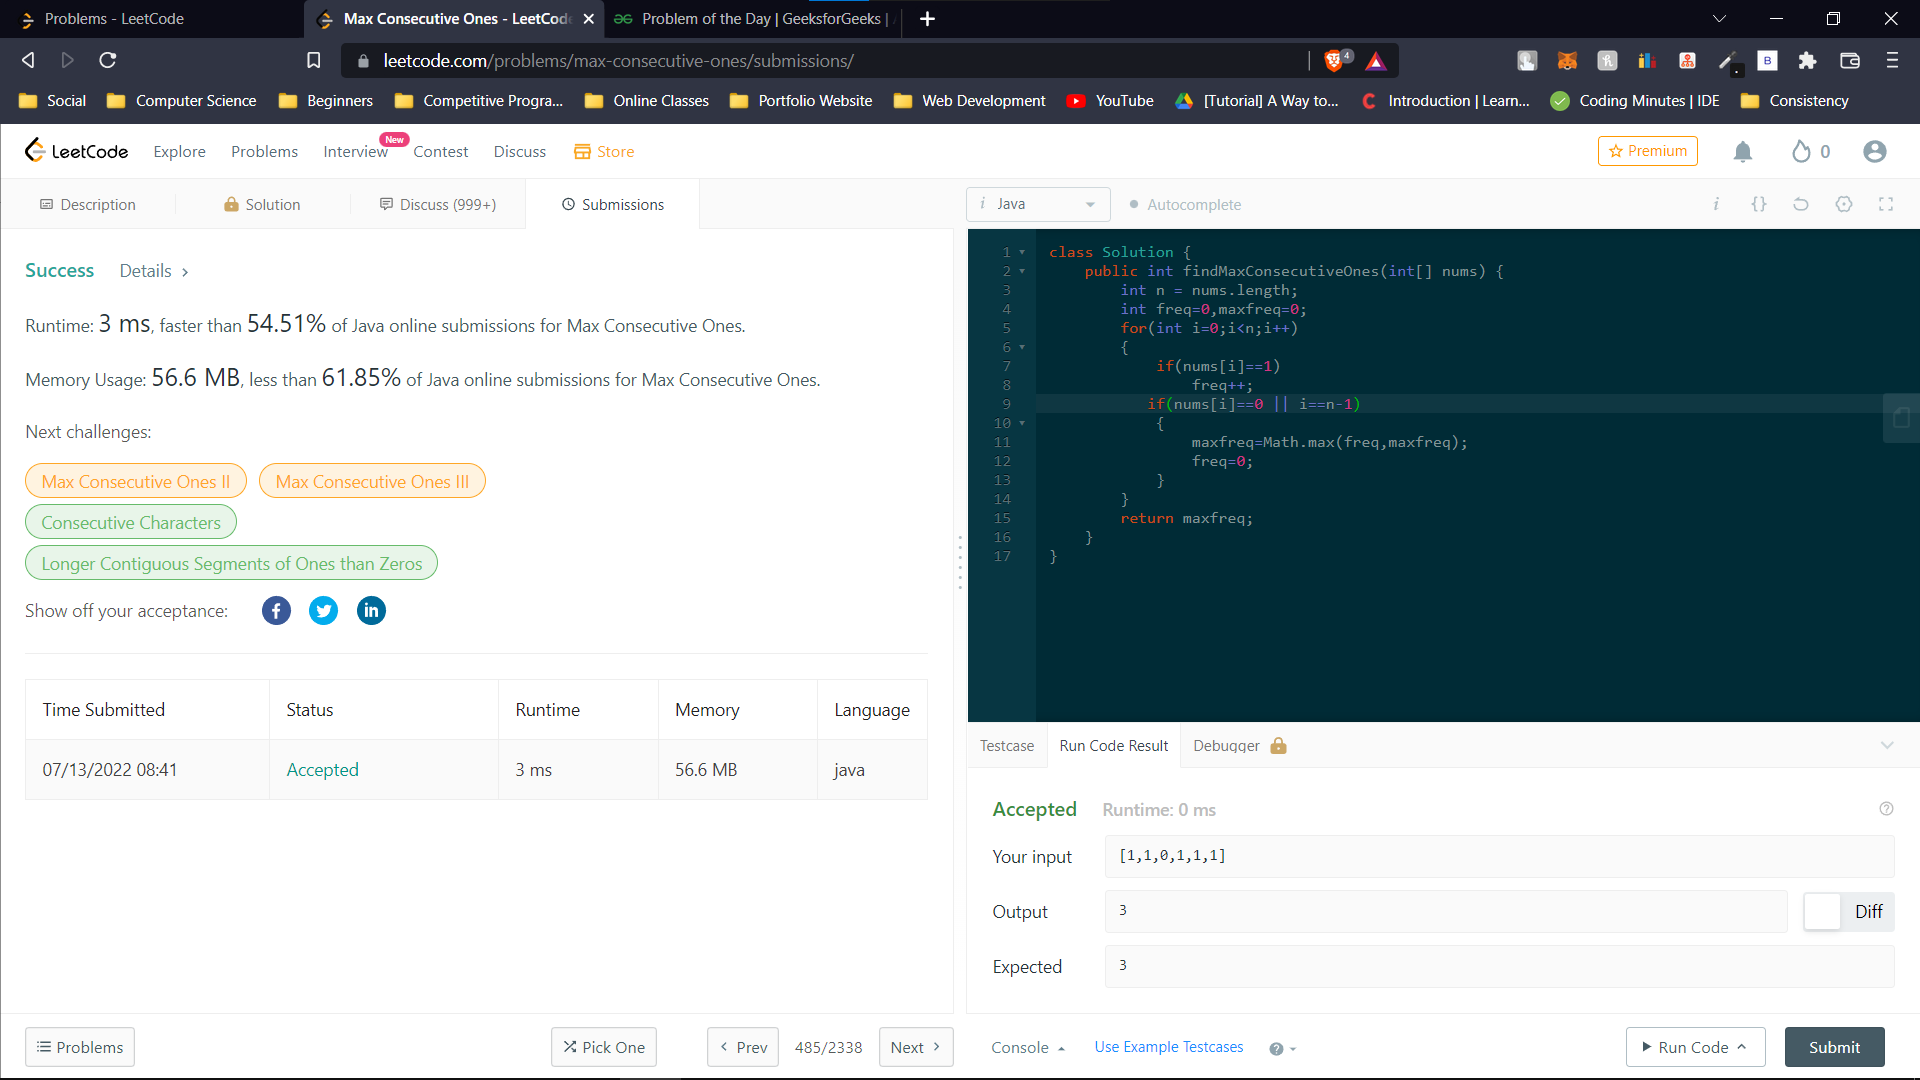 Problems - LeetCode
Max Consecutive Ones - LeetCod
Problem of the Day | GeeksforGeeks |
leetcode.com/problems/max-consecutive-ones/submissions/
4
Social
Computer Science
Beginners
Competitive Progra...
Online Classes
Portfolio Website
Web Development
YouTube
[Tutorial] A Way to...
Introduction | Learn...
Coding Minutes | IDE
Consistency
LeetCode
Explore
Problems
Interview
New
Contest
Discuss
Store
Premium
0
Description
Solution
Discuss (999+)
Submissions
i Java
Autocomplete
Success
Details >
Runtime: 3 ms, faster than 54.51% of Java online submissions for Max Consecutive Ones.
Memory Usage: 56.6 MB, less than 61.85% of Java online submissions for Max Consecutive Ones.
Next challenges:
Max Consecutive Ones II
Max Consecutive Ones III
Consecutive Characters
Longer Contiguous Segments of Ones than Zeros
Show off your acceptance:
Time Submitted Status Runtime Memory Language
07/13/2022 08:41 Accepted 3 ms 56.6 MB java
1 class Solution {
2 public int findMaxConsecutiveOnes(int[] nums) {
3 int n = nums.length;
4 int freq=0,maxfreq=0;
5 for(int i=0;i<n;i++)
6 {
7 if(nums[i]==1)
8 freq++;
9 if(nums[i]==0 || i==n-1)
10 {
11 maxfreq=Math.max(freq,maxfreq);
12 freq=0;
13 }
14 }
15 return maxfreq;
16 }
17 }
Testcase
Run Code Result
Debugger
Accepted
Runtime: 0 ms
Your input
[1,1,0,1,1,1]
Output
3
Diff
Expected
3
Problems
Pick One
< Prev
485/2338
Next >
Console
Use Example Testcases
Run Code
Submit